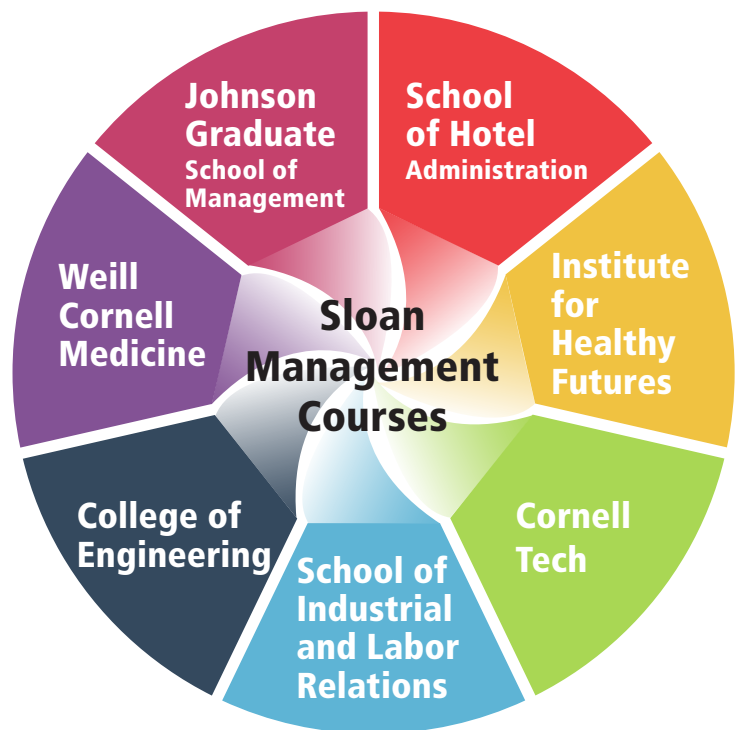 Johnson
Graduate
School of
Management
School
of Hotel
Administration
Weill
Cornell
Medicine
Institute
for
Healthy
Futures
Sloan
Management
Courses
College of
Engineering
Cornell
Tech
School of
Industrial
and Labor
Relations